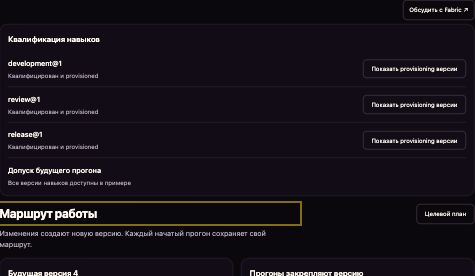 Обсудить с Fabric ↗
Квалификация навыков
development@1
Квалифицирован и provisioned
Показать provisioning версии
review@1
Квалифицирован и provisioned
Показать provisioning версии
release@1
Квалифицирован и provisioned
Показать provisioning версии
Допуск будущего прогона
Все версии навыков доступны в примере
Маршрут работы
Целевой план
Изменения создают новую версию. Каждый начатый прогон сохраняет свой
маршрут.
Будущая версия 4
Прогоны закрепляют версию